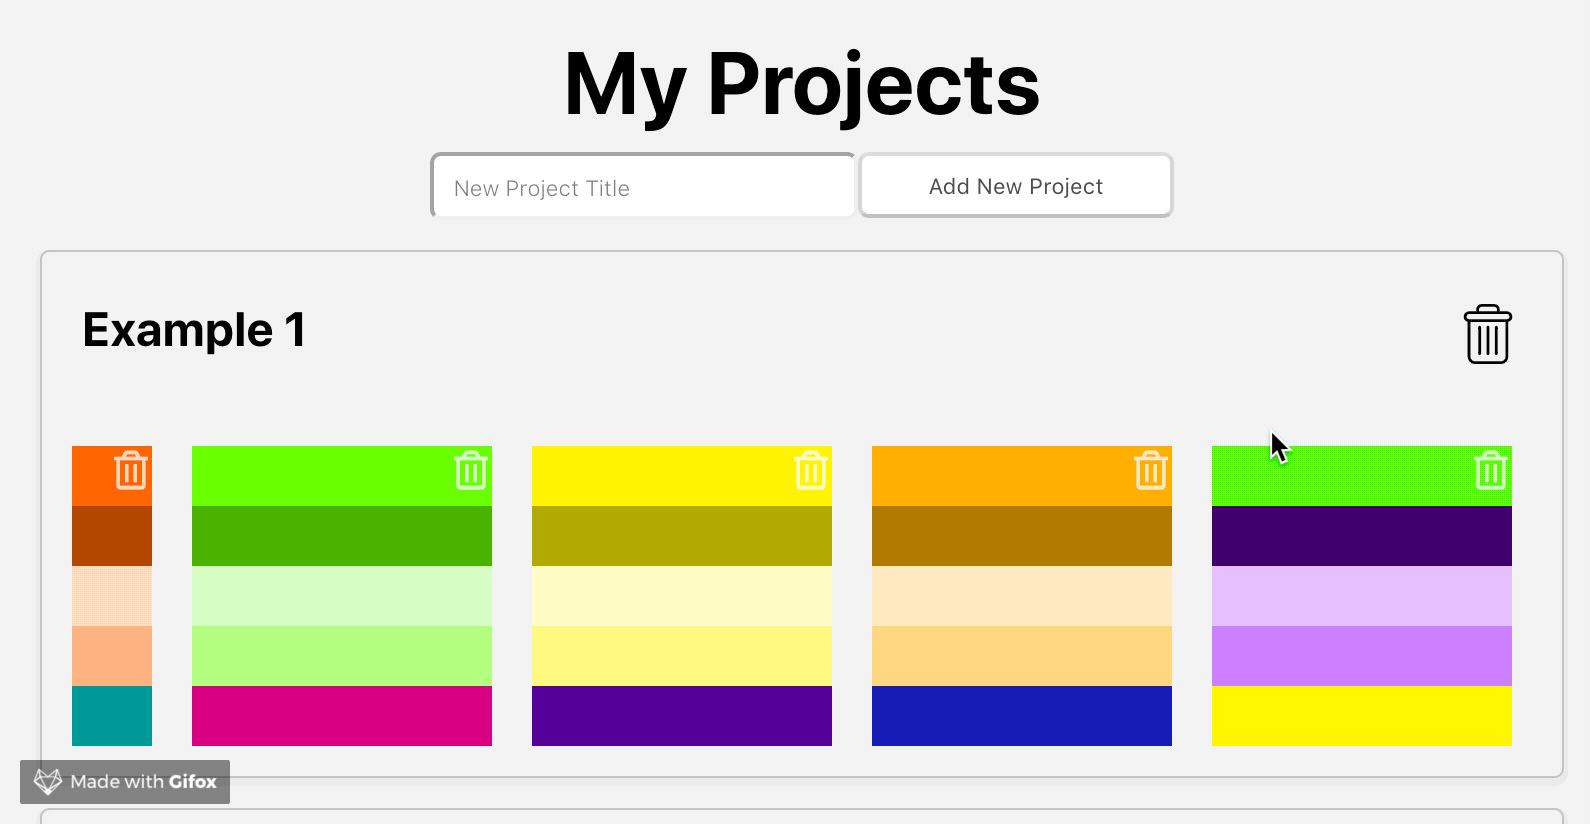 My Projects
New Project Title
Add New Project
Example 1
Made with Gifox